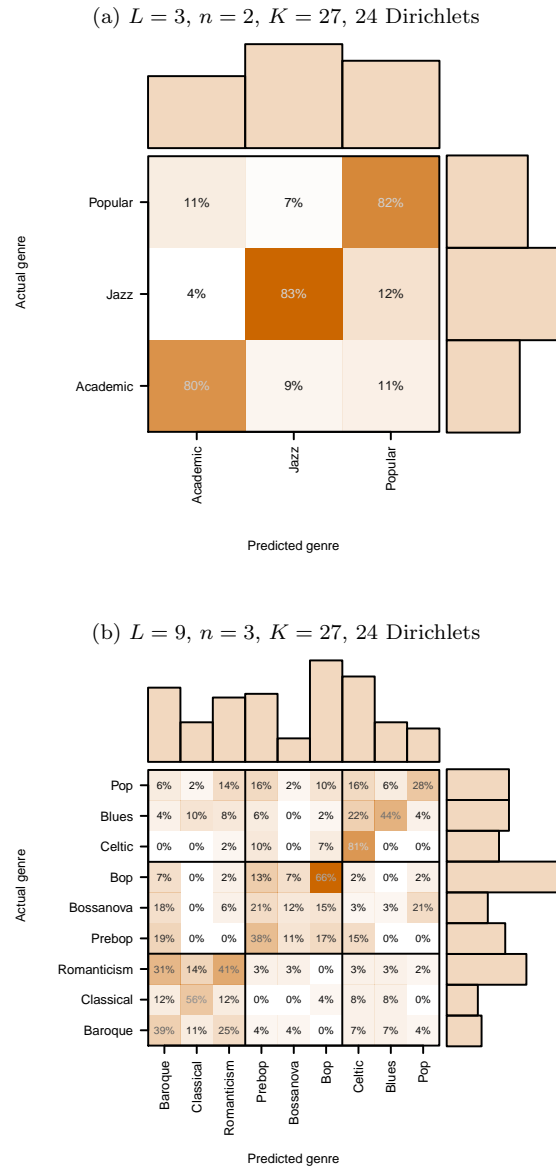 (a) L = 3, n = 2, K = 27, 24 Dirichlets
Actual genre
Popular 11% 7% 82%
Jazz 4% 83% 12%
Academic 80% 9% 11%
Academic Jazz Popular
Predicted genre
(b) L = 9, n = 3, K = 27, 24 Dirichlets
Actual genre
Pop 6% 2% 14% 16% 2% 10% 16% 6% 28%
Blues 4% 10% 8% 6% 0% 2% 22% 44% 4%
Celtic 0% 0% 2% 10% 0% 7% 81% 0% 0%
Bop 7% 0% 2% 13% 7% 66% 2% 0% 2%
Bossanova 18% 0% 6% 21% 12% 15% 3% 3% 21%
Prebop 19% 0% 0% 38% 11% 17% 15% 0% 0%
Romanticism 31% 14% 41% 3% 3% 0% 3% 3% 2%
Classical 12% 56% 12% 0% 0% 4% 8% 8% 0%
Baroque 39% 11% 25% 4% 4% 0% 7% 7% 4%
Baroque Classical Romanticism Prebop Bossanova Bop Celtic Blues Pop
Predicted genre